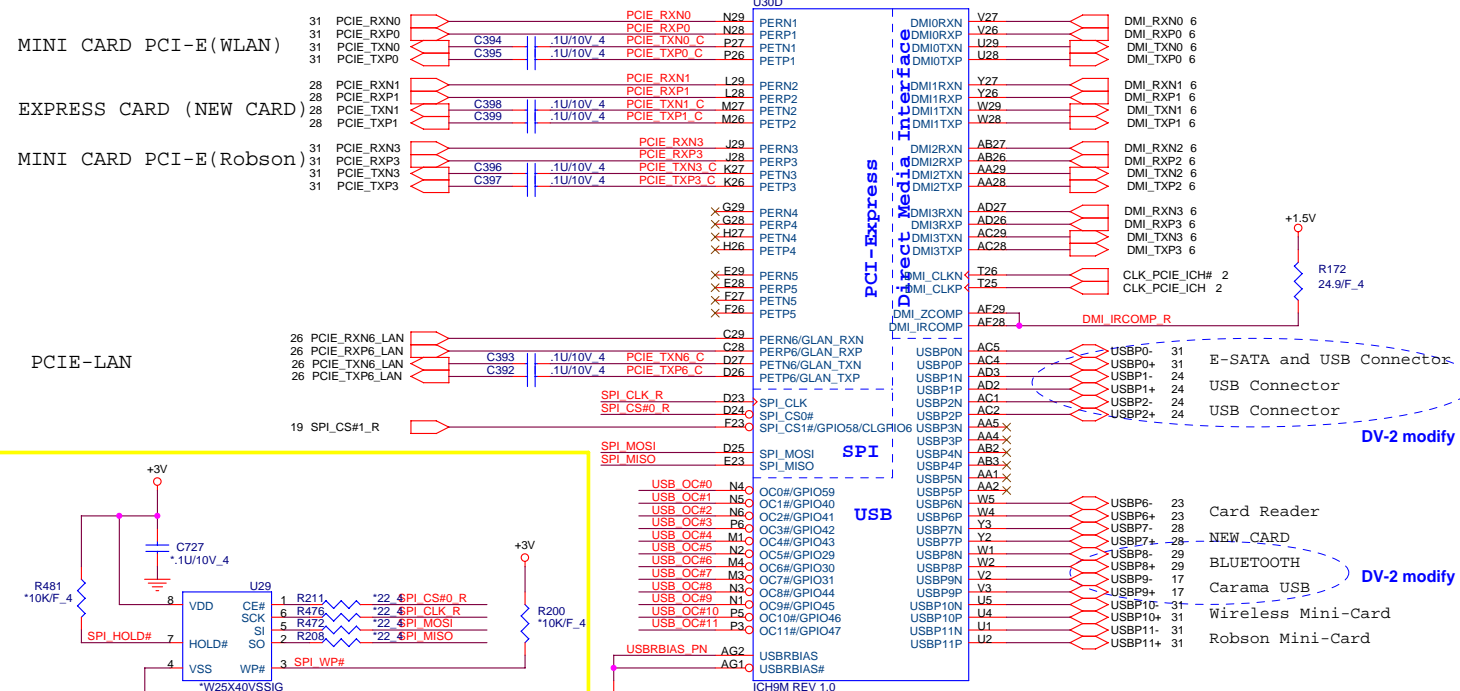 U30D
MINI CARD PCI-E(WLAN)
31 PCIE_RXN0 PCIE_RXN0 N29 PERN1
31 PCIE_RXP0 PCIE_RXP0 N28 PERP1
31 PCIE_TXN0 C394 .1U/10V_4 PCIE_TXN0_C P27 PETN1
31 PCIE_TXP0 C395 .1U/10V_4 PCIE_TXP0_C P26 PETP1
EXPRESS CARD (NEW CARD)
28 PCIE_RXN1 PCIE_RXN1 L29 PERN2
28 PCIE_RXP1 PCIE_RXP1 L28 PERP2
28 PCIE_TXN1 C398 .1U/10V_4 PCIE_TXN1_C M27 PETN2
28 PCIE_TXP1 C399 .1U/10V_4 PCIE_TXP1_C M26 PETP2
MINI CARD PCI-E(Robson)
31 PCIE_RXN3 PCIE_RXN3 J29 PERN3
31 PCIE_RXP3 PCIE_RXP3 J28 PERP3
31 PCIE_TXN3 C396 .1U/10V_4 PCIE_TXN3_C K27 PETN3
31 PCIE_TXP3 C397 .1U/10V_4 PCIE_TXP3_C K26 PETP3
G29 PERN4
G28 PERP4
H27 PETN4
H26 PETP4
E29 PERN5
E28 PERP5
F27 PETN5
F26 PETP5
PCIE-LAN
26 PCIE_RXN6_LAN C29 PERN6/GLAN_RXN
26 PCIE_RXP6_LAN C28 PERP6/GLAN_RXP
26 PCIE_TXN6_LAN C393 .1U/10V_4 PCIE_TXN6_C D27 PETN6/GLAN_TXN
26 PCIE_TXP6_LAN C392 .1U/10V_4 PCIE_TXP6_C D26 PETP6/GLAN_TXP
SPI_CLK_R D23 SPI_CLK
SPI_CS#0_R D24 SPI_CS0#
19 SPI_CS#1_R F23 SPI_CS1#/GPIO58/CLGPIO6
SPI_MOSI D25 SPI_MOSI
SPI_MISO E23 SPI_MISO
USB_OC#0 N4 OC0#/GPIO59
USB_OC#1 N5 OC1#/GPIO40
USB_OC#2 N6 OC2#/GPIO41
USB_OC#3 P6 OC3#/GPIO42
USB_OC#4 M1 OC4#/GPIO43
USB_OC#5 N2 OC5#/GPIO29
USB_OC#6 M4 OC6#/GPIO30
USB_OC#7 M3 OC7#/GPIO31
USB_OC#8 N3 OC8#/GPIO44
USB_OC#9 N1 OC9#/GPIO45
USB_OC#10 P5 OC10#/GPIO46
USB_OC#11 P3 OC11#/GPIO47
USBRBIAS_PN AG2 USBRBIAS
AG1 USBRBIAS#
ICH9M REV 1.0
PCI-Express
Direct Media Interface
SPI
USB
DMI0RXN V27 DMI_RXN0 6
DMI0RXP V26 DMI_RXP0 6
DMI0TXN U29 DMI_TXN0 6
DMI0TXP U28 DMI_TXP0 6
DMI1RXN Y27 DMI_RXN1 6
DMI1RXP Y26 DMI_RXP1 6
DMI1TXN W29 DMI_TXN1 6
DMI1TXP W28 DMI_TXP1 6
DMI2RXN AB27 DMI_RXN2 6
DMI2RXP AB26 DMI_RXP2 6
DMI2TXN AA29 DMI_TXN2 6
DMI2TXP AA28 DMI_TXP2 6
DMI3RXN AD27 DMI_RXN3 6
DMI3RXP AD26 DMI_RXP3 6
DMI3TXN AC29 DMI_TXN3 6
DMI3TXP AC28 DMI_TXP3 6
DMI_CLKN T26 CLK_PCIE_ICH# 2
DMI_CLKP T25 CLK_PCIE_ICH 2
+1.5V
R172
24.9/F_4
DMI_ZCOMP AF29
DMI_IRCOMP AF28 DMI_IRCOMP_R
USBP0N AC5 USBP0- 31
USBP0P AC4 USBP0+ 31 E-SATA and USB Connector
USBP1N AD3 USBP1- 24
USBP1P AD2 USBP1+ 24 USB Connector
USBP2N AC1 USBP2- 24
USBP2P AC2 USBP2+ 24 USB Connector
USBP3N AA5
USBP3P AA4
USBP4N AB2
USBP4P AB3
USBP5N AA1
USBP5P AA2
DV-2 modify
USBP6N W5 USBP6- 23
USBP6P W4 USBP6+ 23 Card Reader
USBP7N Y3 USBP7- 28
USBP7P Y2 USBP7+ 28 NEW CARD
USBP8N W1 USBP8- 29
USBP8P W2 USBP8+ 29 BLUETOOTH
USBP9N V2 USBP9- 17
USBP9P V3 USBP9+ 17 Carama USB
USBP10N U5 USBP10- 31
USBP10P U4 USBP10+ 31 Wireless Mini-Card
USBP11N U1 USBP11- 31
USBP11P U2 USBP11+ 31 Robson Mini-Card
DV-2 modify
+3V
C727
*.1U/10V_4
R481
*10K/F_4
U29
8 VDD CE# 1 R211 *22_4 SPI_CS#0_R
SCK 6 R476 *22_4 SPI_CLK_R
SI 5 R472 *22_4 SPI_MOSI
SPI_HOLD# 7 HOLD# SO 2 R208 *22_4 SPI_MISO
4 VSS WP# 3 SPI_WP#
*W25X40VSSIG
+3V
R200
*10K/F_4